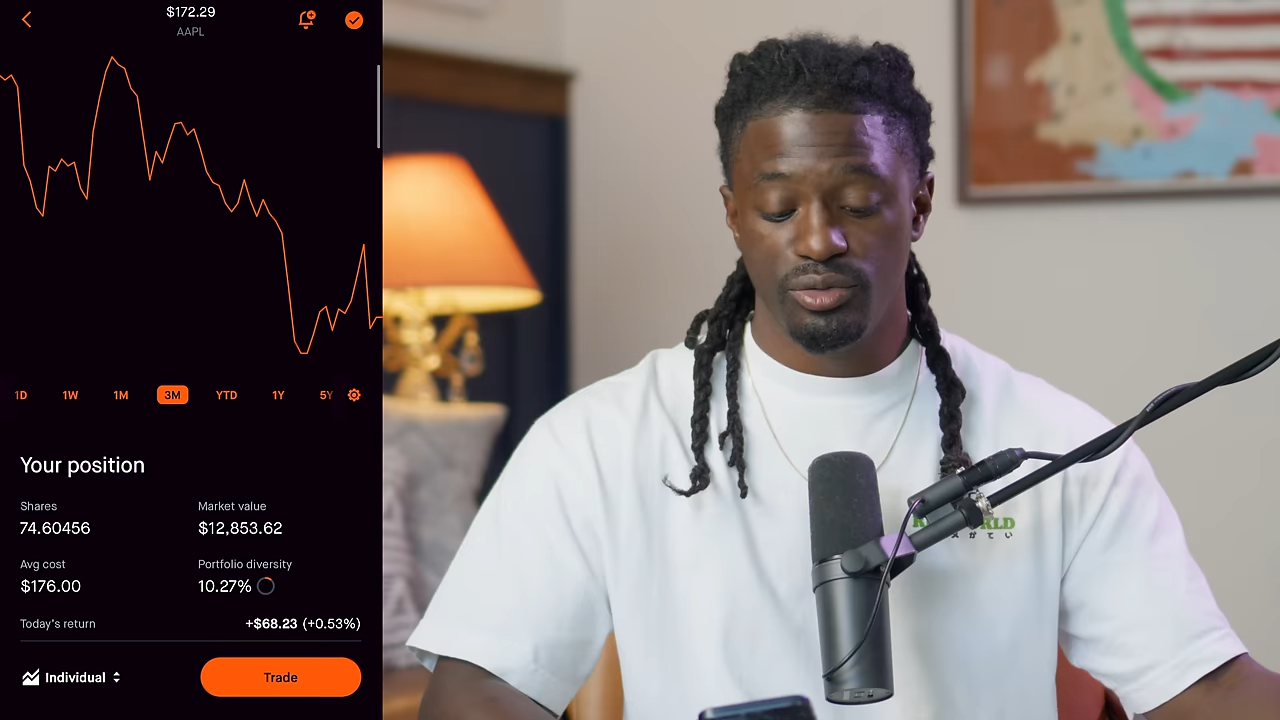 $172.29
AAPL
1D 1W 1M 3M YTD 1Y 5Y
Your position
Shares Market value
74.60456 $12,853.62
Avg cost Portfolio diversity
$176.00 10.27%
Today's return +$68.23 (+0.53%)
Individual Trade